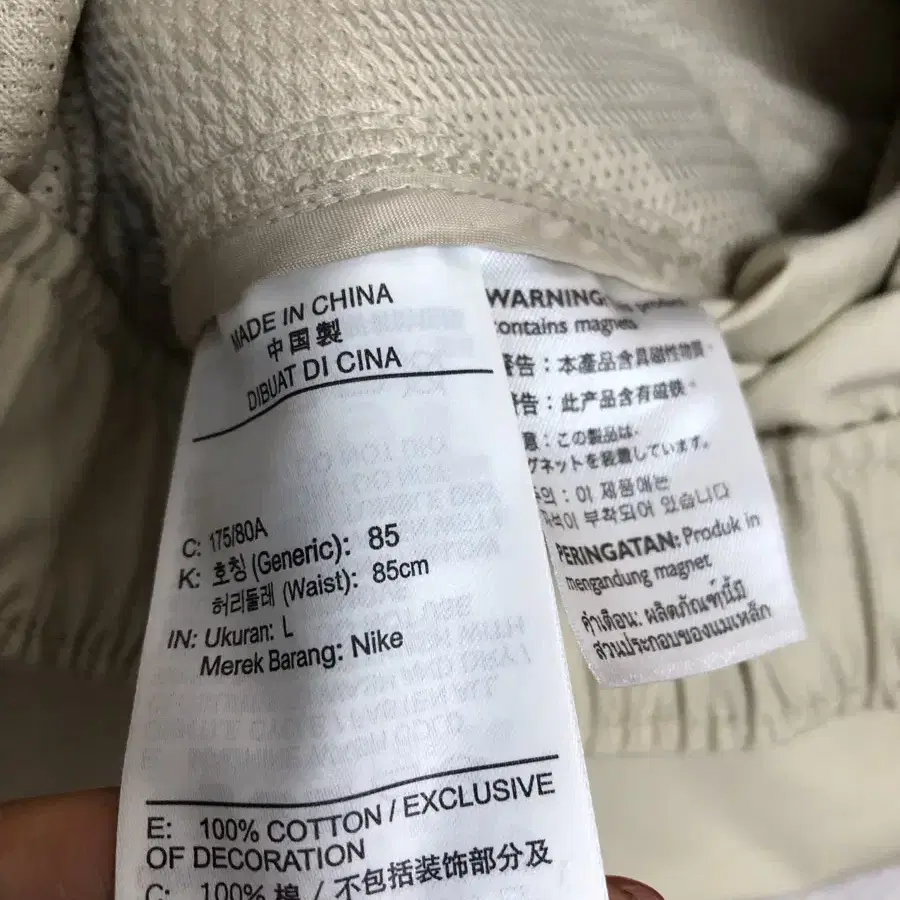 MADE IN CHINA
中国製
DIBUAT DI CINA
C: 175/80A
K: 호칭 (Generic): 85
허리둘레 (Waist): 85cm
IN: Ukuran: L
Merek Barang: Nike
E: 100% COTTON / EXCLUSIVE
OF DECORATION
C: 100% 棉 / 不包括装饰部分及
WARNING: This product
contains magnets
告：本產品含具磁性物質。
告：此产品含有磁铁。
意：この製品は、
グネットを装着しています。
의 : 이 제품에는
석이 부착되어 있습니다
PERINGATAN: Produk in
mengandung magnet
คำเตือน: ผลิตภัณฑ์นี้มี
ส่วนประกอบของแม่เหล็ก